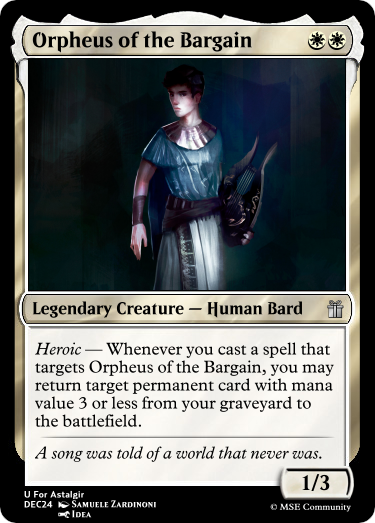 Orpheus of the Bargain
Legendary Creature — Human Bard
Heroic — Whenever you cast a spell that
targets Orpheus of the Bargain, you may
return target permanent card with mana
value 3 or less from your graveyard to
the battlefield.
A song was told of a world that never was.
1/3
U For Astalgir
DEC24 Samuele Zardinoni
Idea
© MSE Community